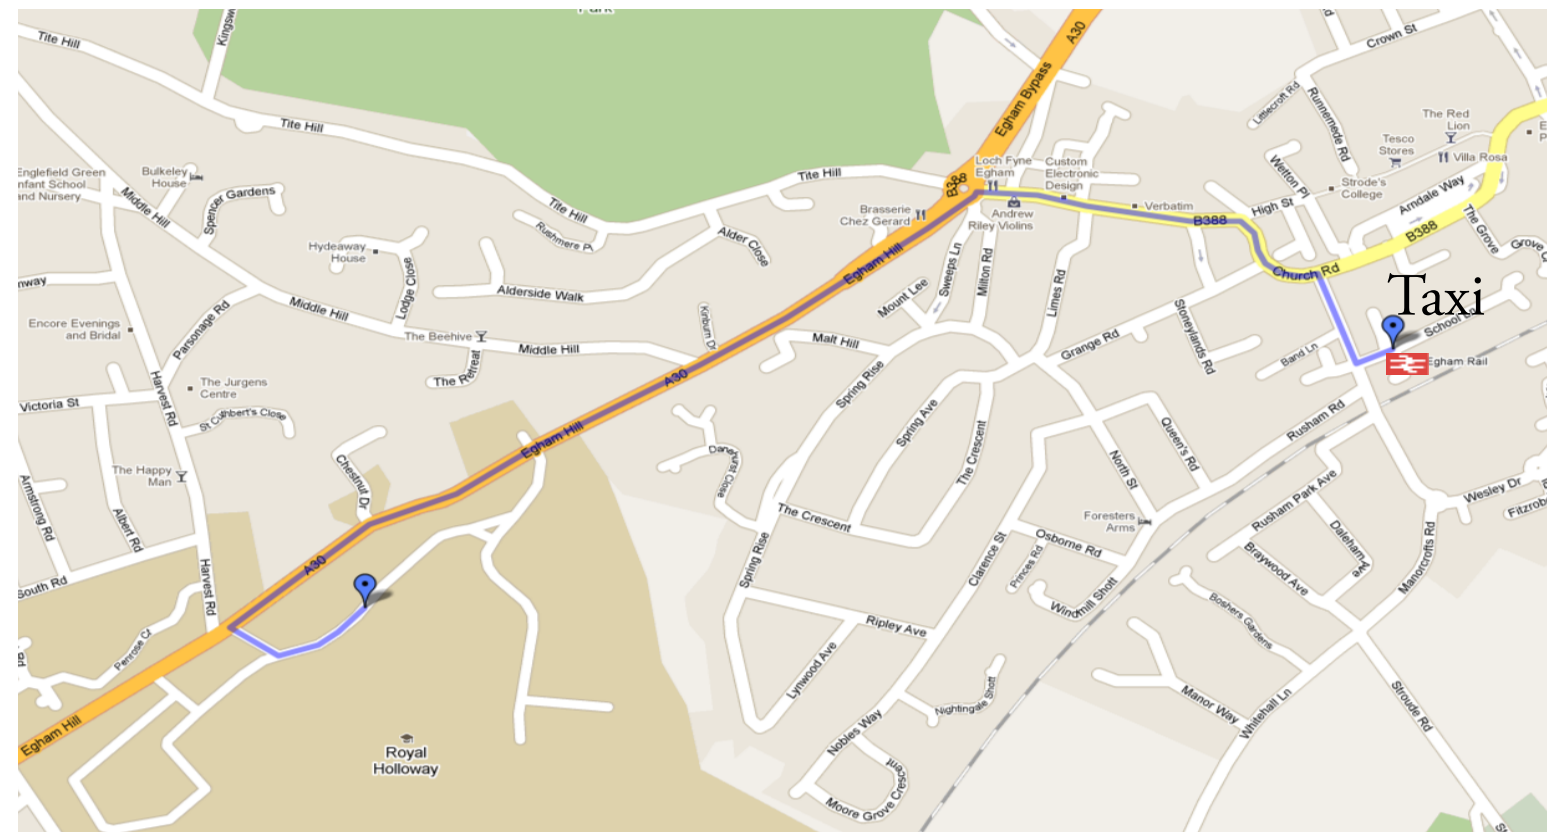 Park
Tite Hill
Kingsw
A30
Crown St
Egham Bypass
Littlecroft Rd
Runnemede Rd
The Red
Lion
Tesco
Stores
Villa Rosa
Tite Hill
Englefield Green
nfant School
and Nursery
Bulkeley
House
Spencer Gardens
Middle Hill
Tite Hill
Tite Hill
B388
Loch Fyne
Egham
Custom
Electronic
Design
Wetton Pl
Strode's
College
Arndale Way
High St
Verbatim
B388
B388
The Grove
Grove C
Brasserie
Chez Gerard
Andrew
Riley Violins
Rushmere Pl
Alder Close
Hydeaway
House
Lodge Close
Alderside Walk
Egham Hill
Sweeps Ln
Milton Rd
Limes Rd
Mount Lee
Church Rd
Taxi
School Ln
Egham Rail
nway
Middle Hill
Parsonage Rd
Encore Evenings
and Bridal
The Beehive
The Retreat
Middle Hill
Kinburn Dr
Malt Hill
Grange Rd
Stoneylands Rd
Band Ln
A30
The Jurgens
Centre
Harvest Rd
Victoria St
St Cuthbert's Close
Spring Rise
Spring Ave
The Crescent
Rusham Rd
Queen's Rd
North St
Egham Hill
The Happy
Man
Chestnut Dr
Armstrong Rd
Albert Rd
The Crescent
Foresters
Arms
Rusham Park Ave
Wesley Dr
Fitzrob
Daleham Ave
Osborne Rd
Princes Rd
Clarence St
Braywood Ave
Manorcrofts Rd
A30
South Rd
Harvest Rd
Spring Rise
Windmill Shott
Boshers Gardens
Ripley Ave
Penrose Ct
Rd
Lynwood Ave
Nightingale Shott
Manor Way
Whitehall Ln
Stroude Rd
Egham Hill
Royal
Holloway
Nobles Way
Moore Grove Crescent